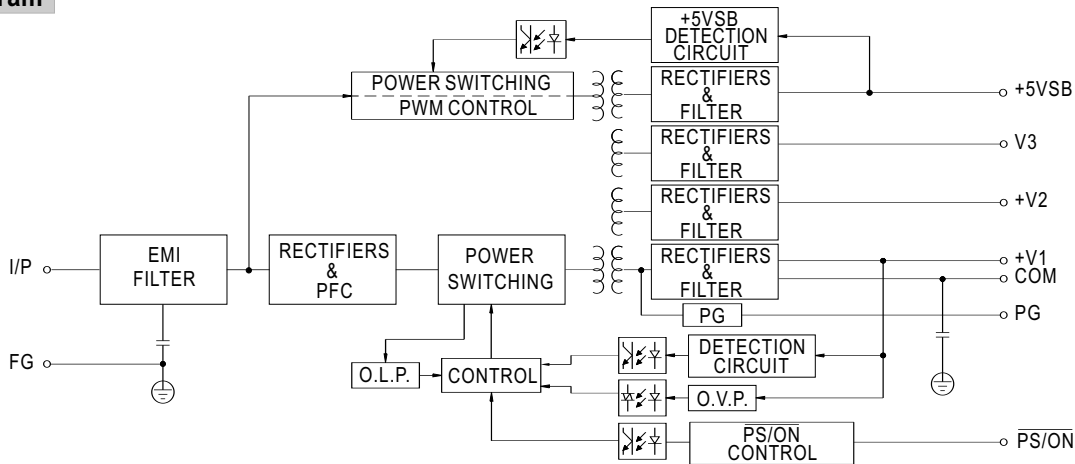 +5VSB
DETECTION
CIRCUIT
POWER SWITCHING
PWM CONTROL
RECTIFIERS
&
FILTER
+5VSB
RECTIFIERS
&
FILTER
V3
RECTIFIERS
&
FILTER
+V2
I/P
EMI
FILTER
RECTIFIERS
&
PFC
POWER
SWITCHING
RECTIFIERS
&
FILTER
+V1
COM
PG
PG
FG
O.L.P.
CONTROL
DETECTION
CIRCUIT
O.V.P.
PS/ON
CONTROL
PS/ON